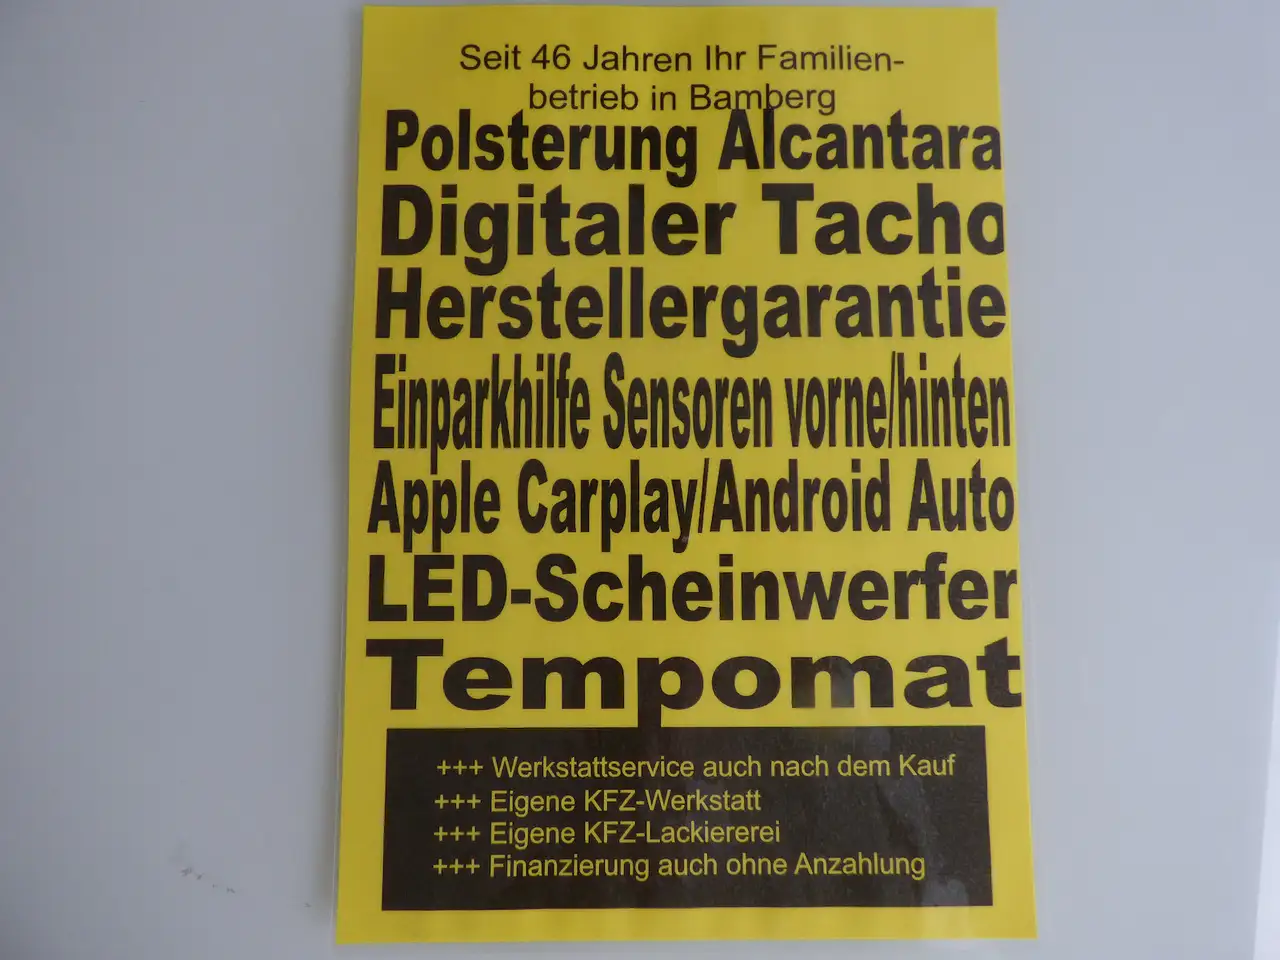 Seit 46 Jahren Ihr Familien-
betrieb in Bamberg
Polsterung Alcantara
Digitaler Tacho
Herstellergarantie
Einparkhilfe Sensoren vorne/hinten
Apple Carplay/Android Auto
LED-Scheinwerfer
Tempomat
+++ Werkstattservice auch nach dem Kauf
+++ Eigene KFZ-Werkstatt
+++ Eigene KFZ-Lackiererei
+++ Finanzierung auch ohne Anzahlung